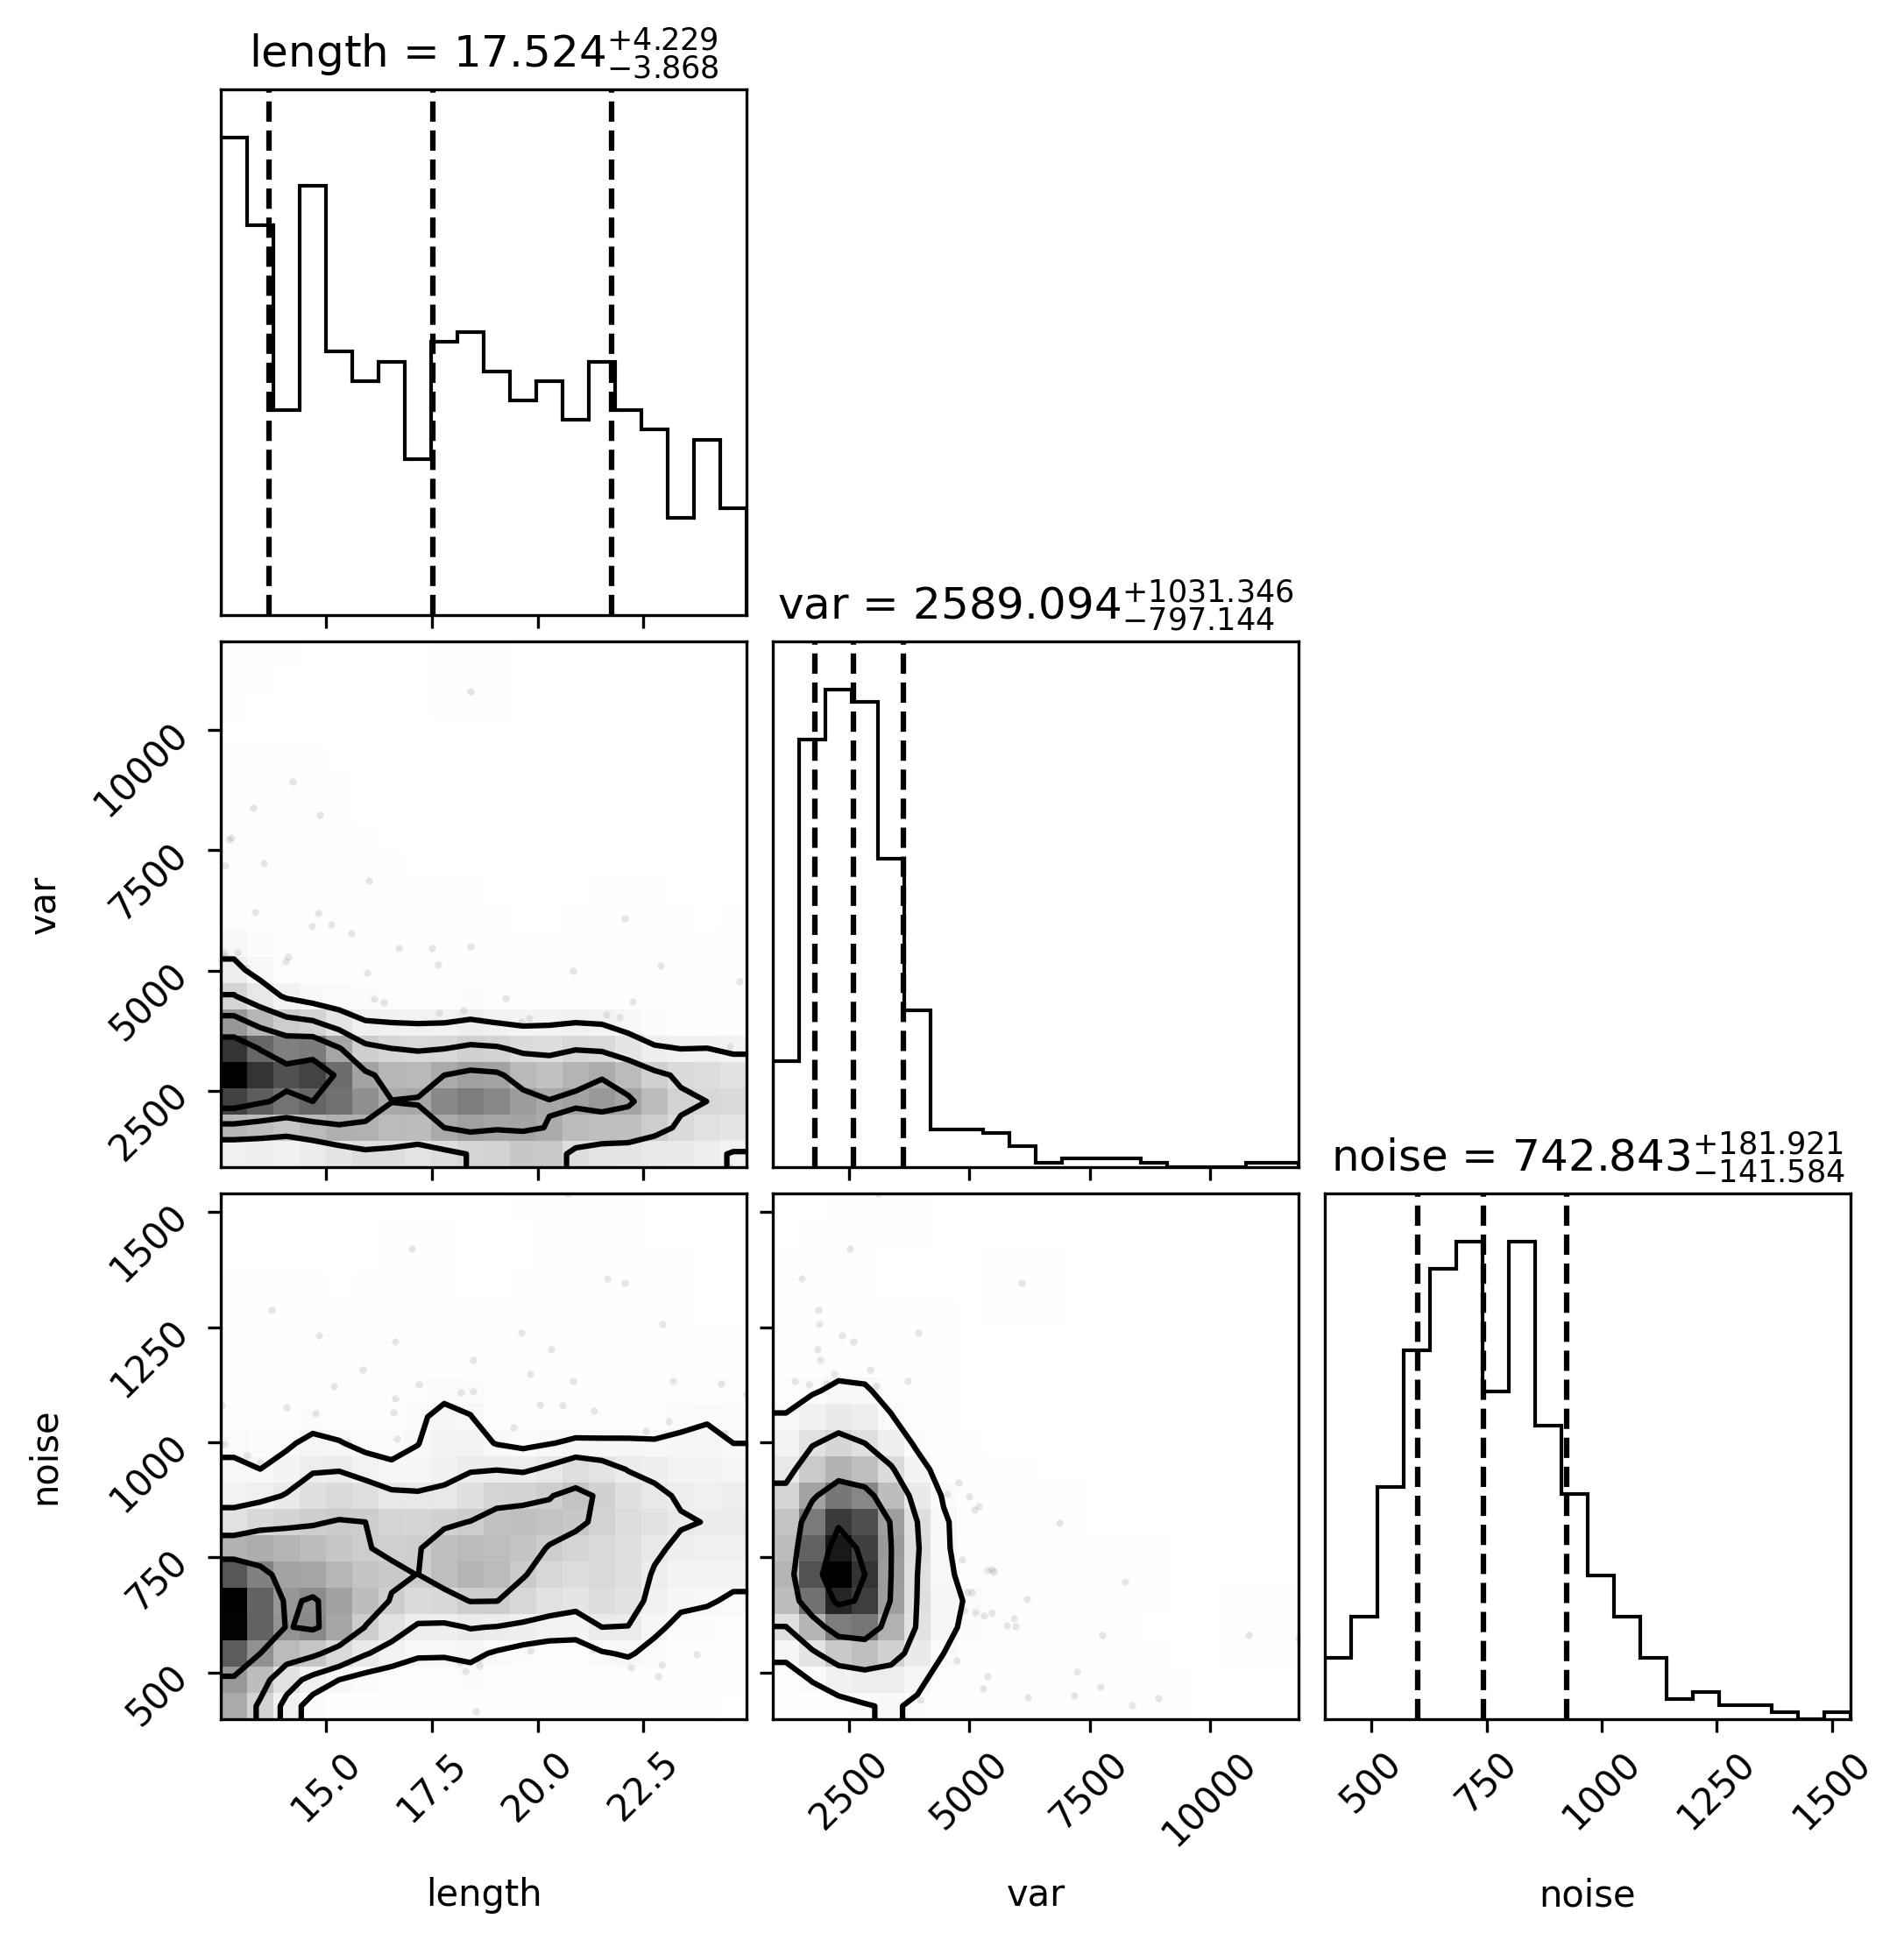 length = 17.524 +4.229 −3.868
var = 2589.094 +1031.346 −797.144
10000
7500
5000
2500
var
noise = 742.843 +181.921 −141.584
1500
1250
1000
750
500
noise
15.0 17.5 20.0 22.5
2500 5000 7500 10000
500 750 1000 1250 1500
length
var
noise